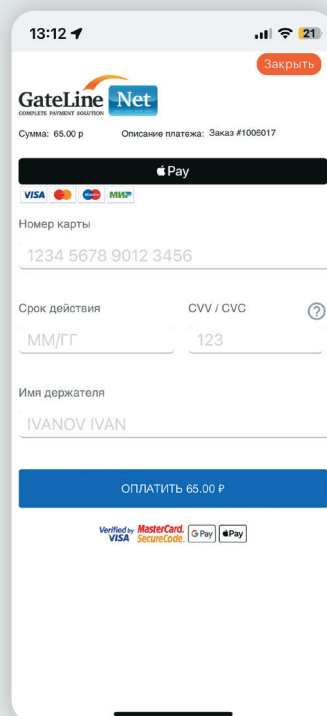 13:12
21
Закрыть
GateLine Net
COMPLETE PAYMENT SOLUTION
Сумма: 65.00 р Описание платежа: Заказ #1006017
Pay
VISA МИР
Номер карты
1234 5678 9012 3456
Срок действия CVV / CVC ?
ММ/ГГ 123
Имя держателя
IVANOV IVAN
ОПЛАТИТЬ 65.00 ₽
Verified by VISA MasterCard. SecureCode. G Pay Pay